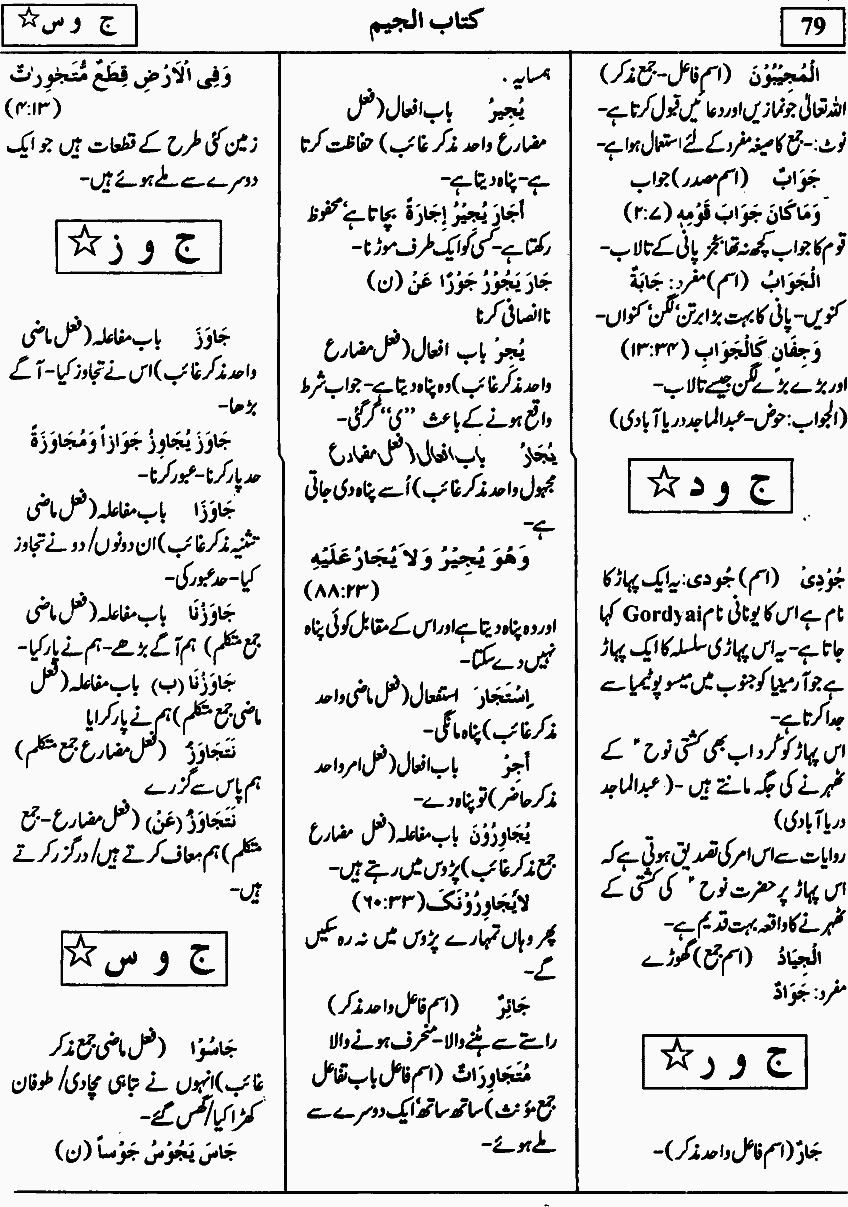 79
کتاب الجیم
ج و س ☆
الْمُجِيْبُوْنَ (اسم فاعل-جمع مذکر)
اللہ تعالٰی جو نمازیں اور دعائیں قبول کرتا ہے-
نوٹ:- جمع کا صیغہ مفرد کے لئے استعمال ہوا ہے-
جَوَابٌ (اسم مصدر) جواب
وَمَا كَانَ جَوَابَ قَوْمِهٖ (۲:۷)
قوم کا جواب کچھ نہ تھا بجز پانی کے تالاب-
الْجَوَابُ (اسم) مفرد: جَابَةٌ
کنویں- پانی کا بہت بڑا برتن‘ لگن‘ کنواں-
وَجِفَانٍ كَالْجَوَابِ (۱۳:۳۴)
اور بڑے بڑے لگن جیسے تالاب-
(الجواب: حوض-عبدالماجد دریا آبادی)
ج و د ☆
جُوْدِیْ (اسم) جُودی: یہ ایک پہاڑ کا
نام ہے اس کا یونانی نام Gordyai کہا
جاتا ہے- یہ اس پہاڑی سلسلہ کا ایک پہاڑ
ہے جو آرمیڈیا کو جنوب میں میسوپوٹیمیا سے
جدا کرتا ہے-
اس پہاڑ کو گرد اب بھی کشتی نوحؑ کے
ٹھہرنے کی جگہ مانتے ہیں -(عبدالماجد
دریا آبادی)
روایات سے اس امر کی تصدیق ہوتی ہے کہ
اس پہاڑ پر حضرت نوحؑ کی کشتی کے
ٹھہرنے کا واقعہ بہت قدیم ہے-
الْجِيَادُ (اسم جمع) گھوڑے
مفرد: جَوَادٌ
ج و ر ☆
جَارٌ (اسم فاعل واحد مذکر)-
ہمسایہ.
يُجِيرُ باب افعال (فعل
مضارع واحد مذکر غائب) حفاظت کرتا
ہے- پناہ دیتا ہے-
أَجَارَ يُجِيْرُ إِجَارَةً بچاتا ہے‘ محفوظ
رکھتا ہے- کسی کو ایک طرف موڑنا-
جَارَ يَجُوْرُ جَوْرًا عَنْ (ن)
نا انصافی کرنا
يُجِرْ باب افعال (فعل مضارع
واحد مذکر غائب) وہ پناہ دیتا ہے- جواب شرط
واقع ہونے کے باعث ”ی“ گر گئی-
يُجَارُ باب افعال (فعل مضارع
مجہول واحد مذکر غائب) اُسے پناہ دی جاتی
ہے-
وَهُوَ يُجِيْرُ وَلَا يُجَارُ عَلَيْهِ
(۸۸:۲۳)
اور وہ پناہ دیتا ہے اور اس کے مقابل کوئی پناہ
نہیں دے سکتا-
اِسْتَجَارَ استفعال (فعل ماضی واحد
مذکر غائب) پناہ مانگی-
أَجِرْ باب افعال (فعل امر واحد
مذکر حاضر) تو پناہ دے-
يُجَاوِرُوْنَ باب مفاعلہ (فعل مضارع
جمع مذکر غائب) پڑوس میں رہتے ہیں-
لَايُجَاوِرُوْنَكَ (۶۰:۳۳)
پھر وہاں تمہارے پڑوس میں نہ رہ سکیں
گے-
جَائِرٌ (اسم فاعل واحد مذکر)
راستے سے ہٹنے والا- منحرف ہونے والا
مُتَجَاوِرَاتٌ (اسم فاعل باب تفاعل
جمع مؤنث) ساتھ ساتھ‘ ایک دوسرے سے
ملے ہوئے-
وَفِي الْاَرْضِ قِطَعٌ مُّتَجٰوِرٰتٌ
(۴:۱۳)
زمین کئی طرح کے قطعات ہیں جو ایک
دوسرے سے ملے ہوئے ہیں-
ج و ز ☆
جَاوَزَ باب مفاعلہ (فعل ماضی
واحد مذکر غائب) اس نے تجاوز کیا- آگے
بڑھا-
جَاوَزَ يُجَاوِزُ جَوَازاً وَمُجَاوَزَةً
حد پار کرنا- عبور کرنا-
جَاوَزَا باب مفاعلہ (فعل ماضی
تثنیہ مذکر غائب) ان دونوں/دو نے تجاوز
کیا- حد عبور کی-
جَاوَزْنَا باب مفاعلہ (فعل ماضی
جمع متکلم) ہم آگے بڑھے- ہم نے پار کیا-
جَاوَزْنَا (ب) باب مفاعلہ (فعل
ماضی جمع متکلم) ہم نے پار کرایا
نَتَجَاوَزُ (فعل مضارع جمع متکلم)
ہم پاس سے گزرے
نَتَجَاوَزُ (عَنْ) (فعل مضارع-جمع
متکلم) ہم معاف کرتے ہیں/درگزر کرتے
ہیں-
ج و س ☆
جَاسُوْا (فعل ماضی جمع مذکر
غائب) انہوں نے تباہی مچادی/طوفان
کھڑا کیا/گھس گئے-
جَاسَ يَجُوْسُ جَوْساً (ن)